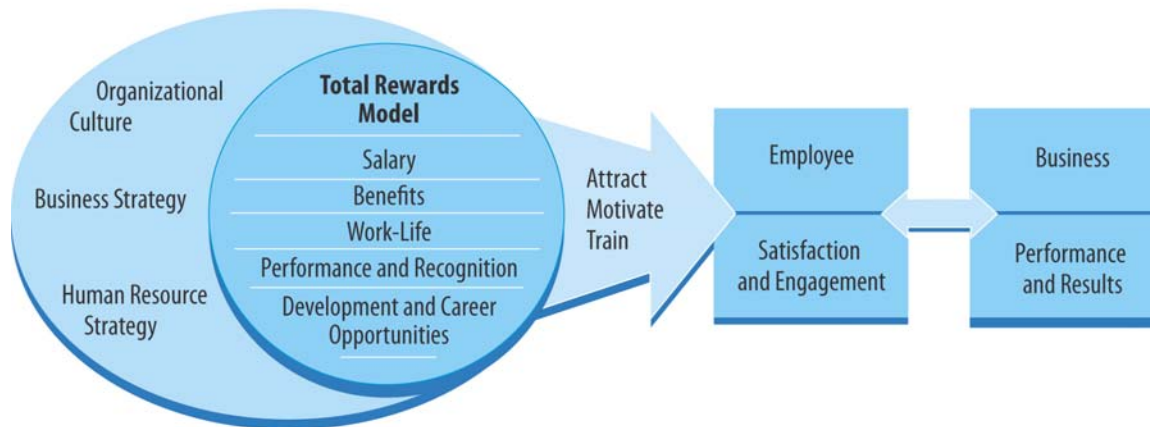 Organizational
Culture
Business Strategy
Human Resource
Strategy
Total Rewards
Model
Salary
Benefits
Work-Life
Performance and Recognition
Development and Career
Opportunities
Attract
Motivate
Train
Employee
Satisfaction
and Engagement
Business
Performance
and Results